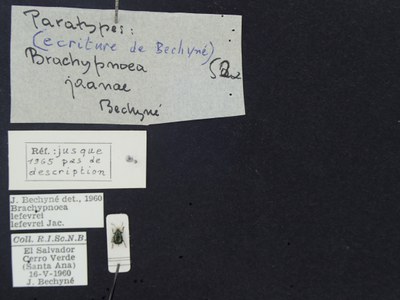 Paratypes:
(ecriture de Bechyné)
Brachypnoea
jaanae
Bechyné
Réf.: jusque
1965 pas de
description
J. Bechyné det., 1960
Brachypnoea
lefevrei
lefevrei Jac.
Coll. R.I.Sc.N.B.
El Salvador
Cerro Verde
(Santa Ana)
16-V-1960
J. Bechyné